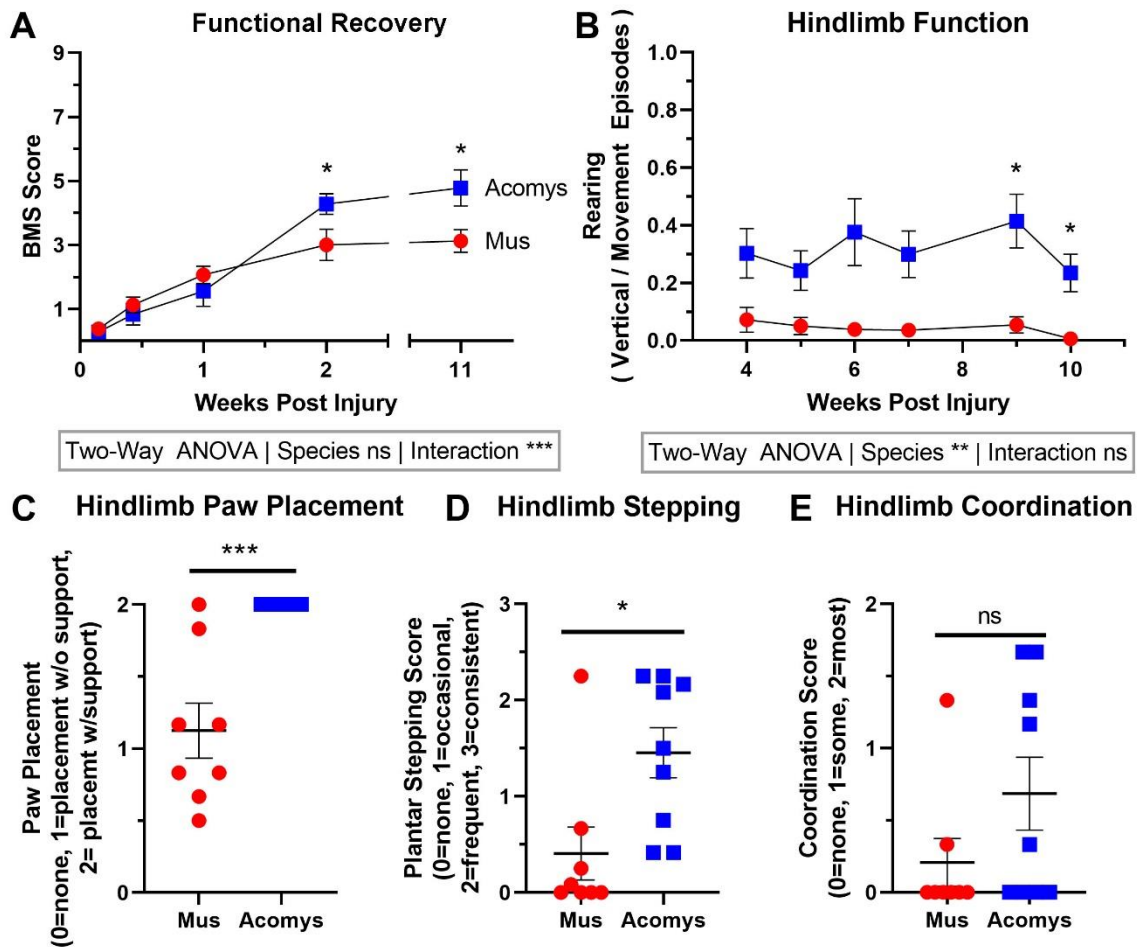 A Functional Recovery
9
7
5
3
1
BMS Score
* *
Acomys
Mus
0 1 2 11
Weeks Post Injury
Two-Way ANOVA | Species ns | Interaction ***
B Hindlimb Function
1.0
0.8
0.6
0.4
0.2
0.0
Rearing
( Vertical / Movement Episodes)
*
*
4 6 8 10
Weeks Post Injury
Two-Way ANOVA | Species ** | Interaction ns
C Hindlimb Paw Placement
***
2
1
0
Paw Placement
(0=none, 1=placement w/o support,
2= placemt w/support)
Mus Acomys
D Hindlimb Stepping
*
3
2
1
0
Plantar Stepping Score
(0=none, 1=occasional,
2=frequent, 3=consistent)
Mus Acomys
E Hindlimb Coordination
ns
2
1
0
Coordination Score
(0=none, 1=some, 2=most)
Mus Acomys